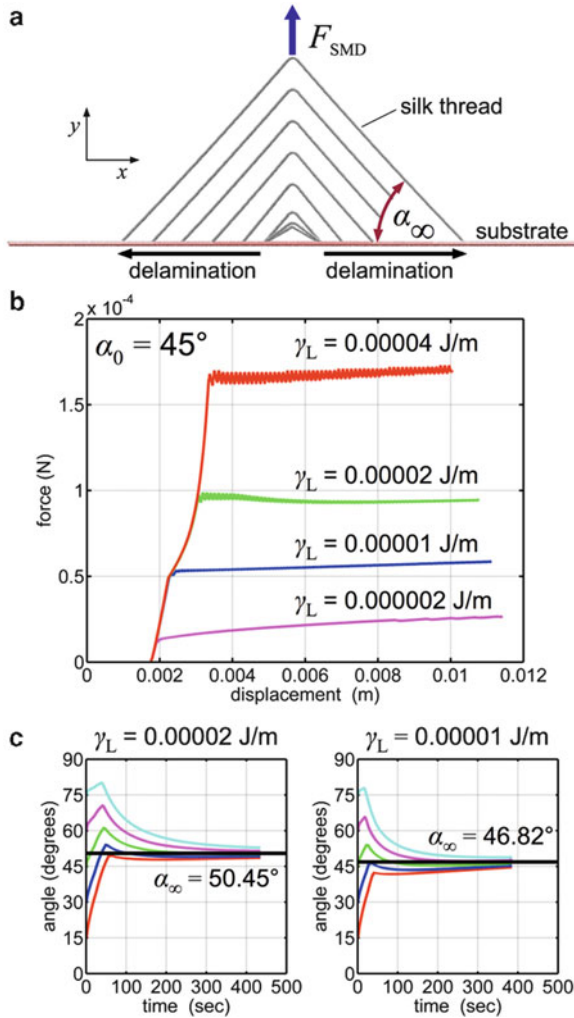 a
F SMD
y
x
silk thread
α∞
substrate
delamination
delamination
b
2 x 10⁻⁴
α₀ = 45°
γL = 0.00004 J/m
1.5
γL = 0.00002 J/m
1
γL = 0.00001 J/m
0.5
γL = 0.000002 J/m
0
force (N)
0.002 0.004 0.006 0.008 0.01 0.012
displacement (m)
c
γL = 0.00002 J/m
90
75
60
45
30
15
0
angle (degrees)
α∞ = 50.45°
0 100 200 300 400 500
time (sec)
γL = 0.00001 J/m
90
75
60
45
30
15
0
angle (degrees)
α∞ = 46.82°
0 100 200 300 400 500
time (sec)